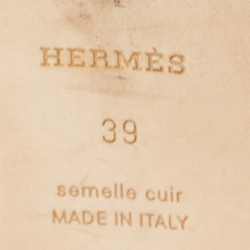 HERMÈS
39
semelle cuir
MADE IN ITALY